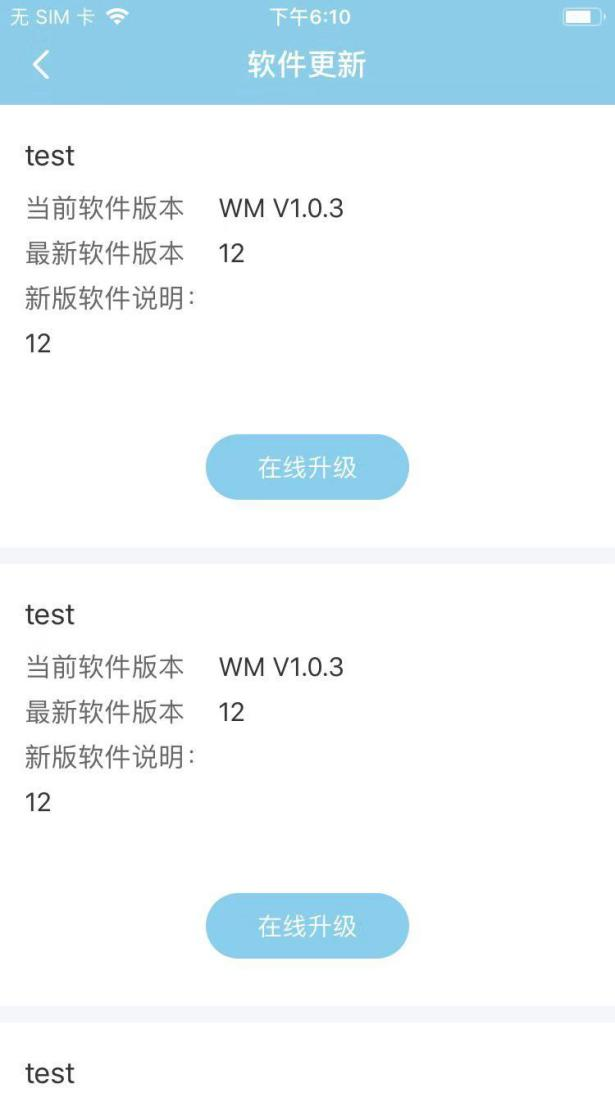 无 SIM 卡
下午6:10
软件更新
test
当前软件版本 WM V1.0.3
最新软件版本 12
新版软件说明：
12
在线升级
test
当前软件版本 WM V1.0.3
最新软件版本 12
新版软件说明：
12
在线升级
test